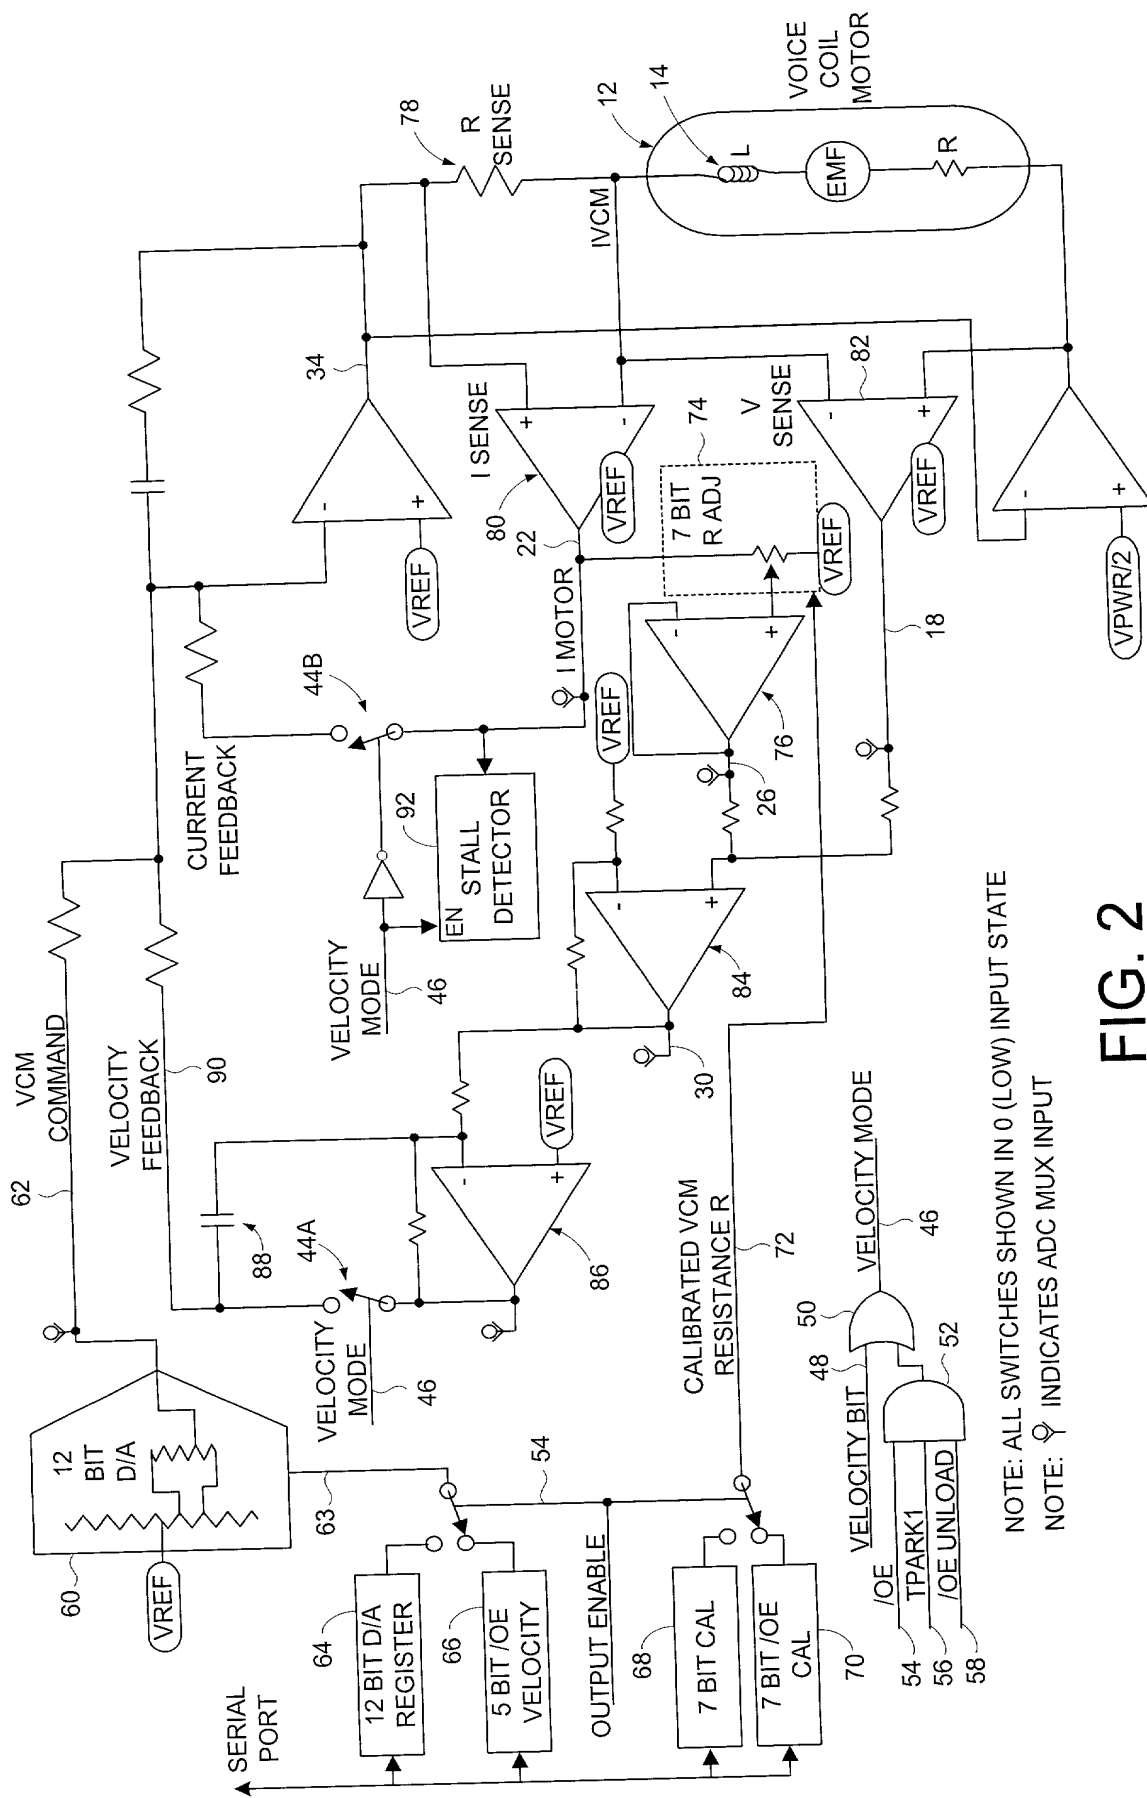 SERIAL
PORT
60
VREF
12
BIT
D/A
63
64
12 BIT D/A
REGISTER
66
5 BIT /OE
VELOCITY
OUTPUT ENABLE
54
68
7 BIT CAL
7 BIT /OE
CAL
70
62
VCM
COMMAND
VELOCITY
FEEDBACK
90
88
44A
VELOCITY
MODE
46
86
VREF
CALIBRATED VCM
RESISTANCE R
72
30
84
VREF
CURRENT
FEEDBACK
44B
VELOCITY
MODE
46
EN
STALL
DETECTOR
92
I MOTOR
22
26
76
7 BIT
R ADJ
74
VREF
18
34
VREF
I SENSE
80
VREF
V
SENSE
82
VREF
VPWR/2
78
R
SENSE
IVCM
12
14
L
EMF
R
VOICE
COIL
MOTOR
+
-
+
-
+
-
+
-
+
-
+
-
+
-
VELOCITY BIT
48
50
VELOCITY MODE
46
52
/OE
54
TPARK1
56
/OE UNLOAD
58
NOTE: ALL SWITCHES SHOWN IN 0 (LOW) INPUT STATE
NOTE: INDICATES ADC MUX INPUT
FIG. 2